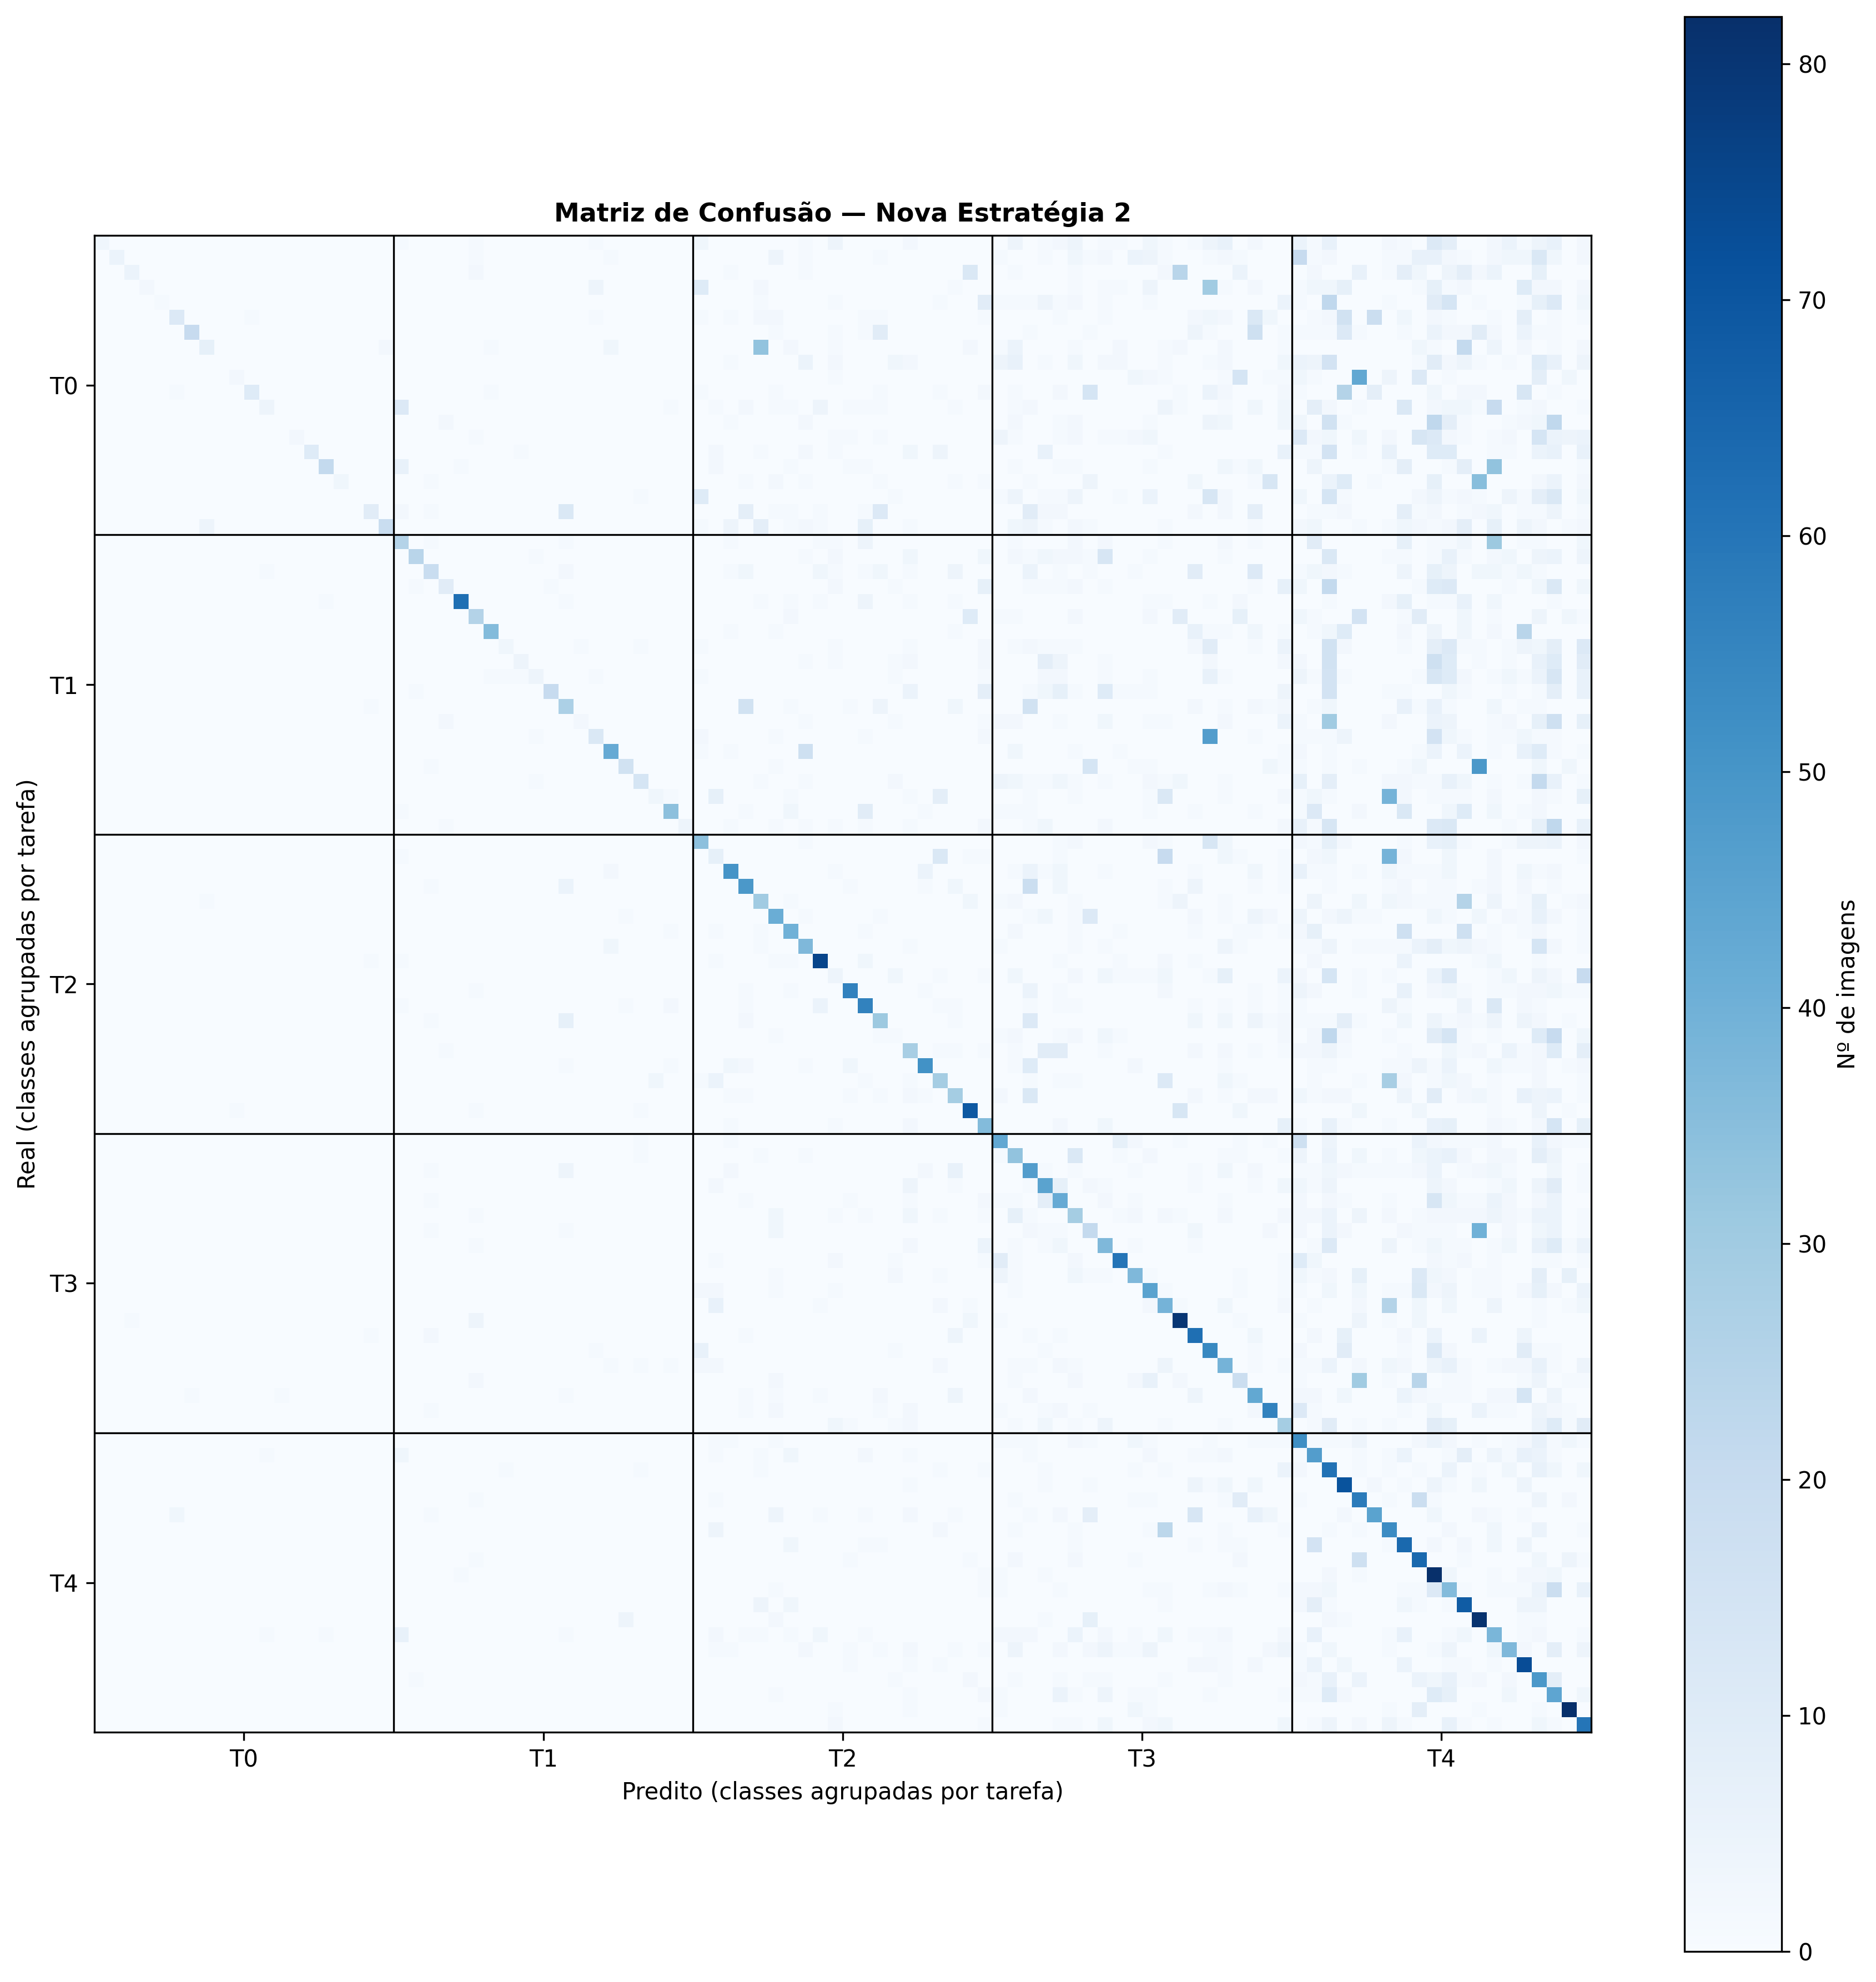 Matriz de Confusão — Nova Estratégia 2
Real (classes agrupadas por tarefa)
T0
T1
T2
T3
T4
T0
T1
T2
T3
T4
Predito (classes agrupadas por tarefa)
80
70
60
50
40
30
20
10
0
Nº de imagens